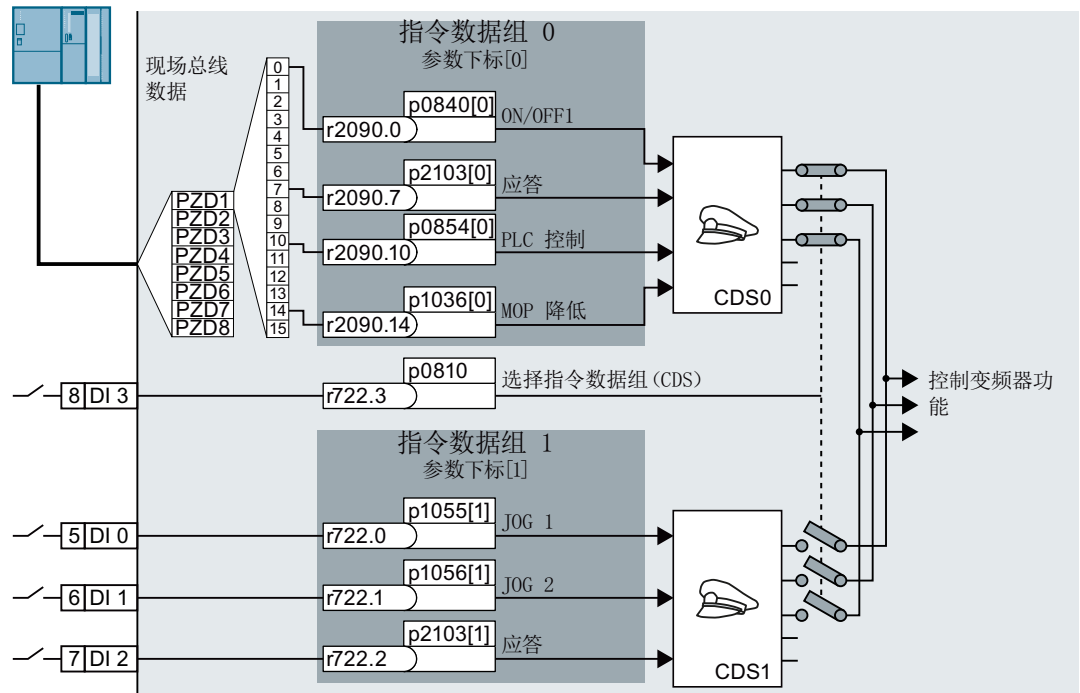 指令数据组 0
参数下标[0]
现场总线
数据
0
1
2
3
4
5
6
7
8
9
10
11
12
13
14
15
PZD1
PZD2
PZD3
PZD4
PZD5
PZD6
PZD7
PZD8
p0840[0]
r2090.0
ON/OFF1
p2103[0]
r2090.7
应答
p0854[0]
r2090.10
PLC 控制
p1036[0]
r2090.14
MOP 降低
CDS0
8 DI 3
p0810
r722.3
选择指令数据组(CDS)
控制变频器功
能
指令数据组 1
参数下标[1]
5 DI 0
p1055[1]
r722.0
JOG 1
6 DI 1
p1056[1]
r722.1
JOG 2
7 DI 2
p2103[1]
r722.2
应答
CDS1